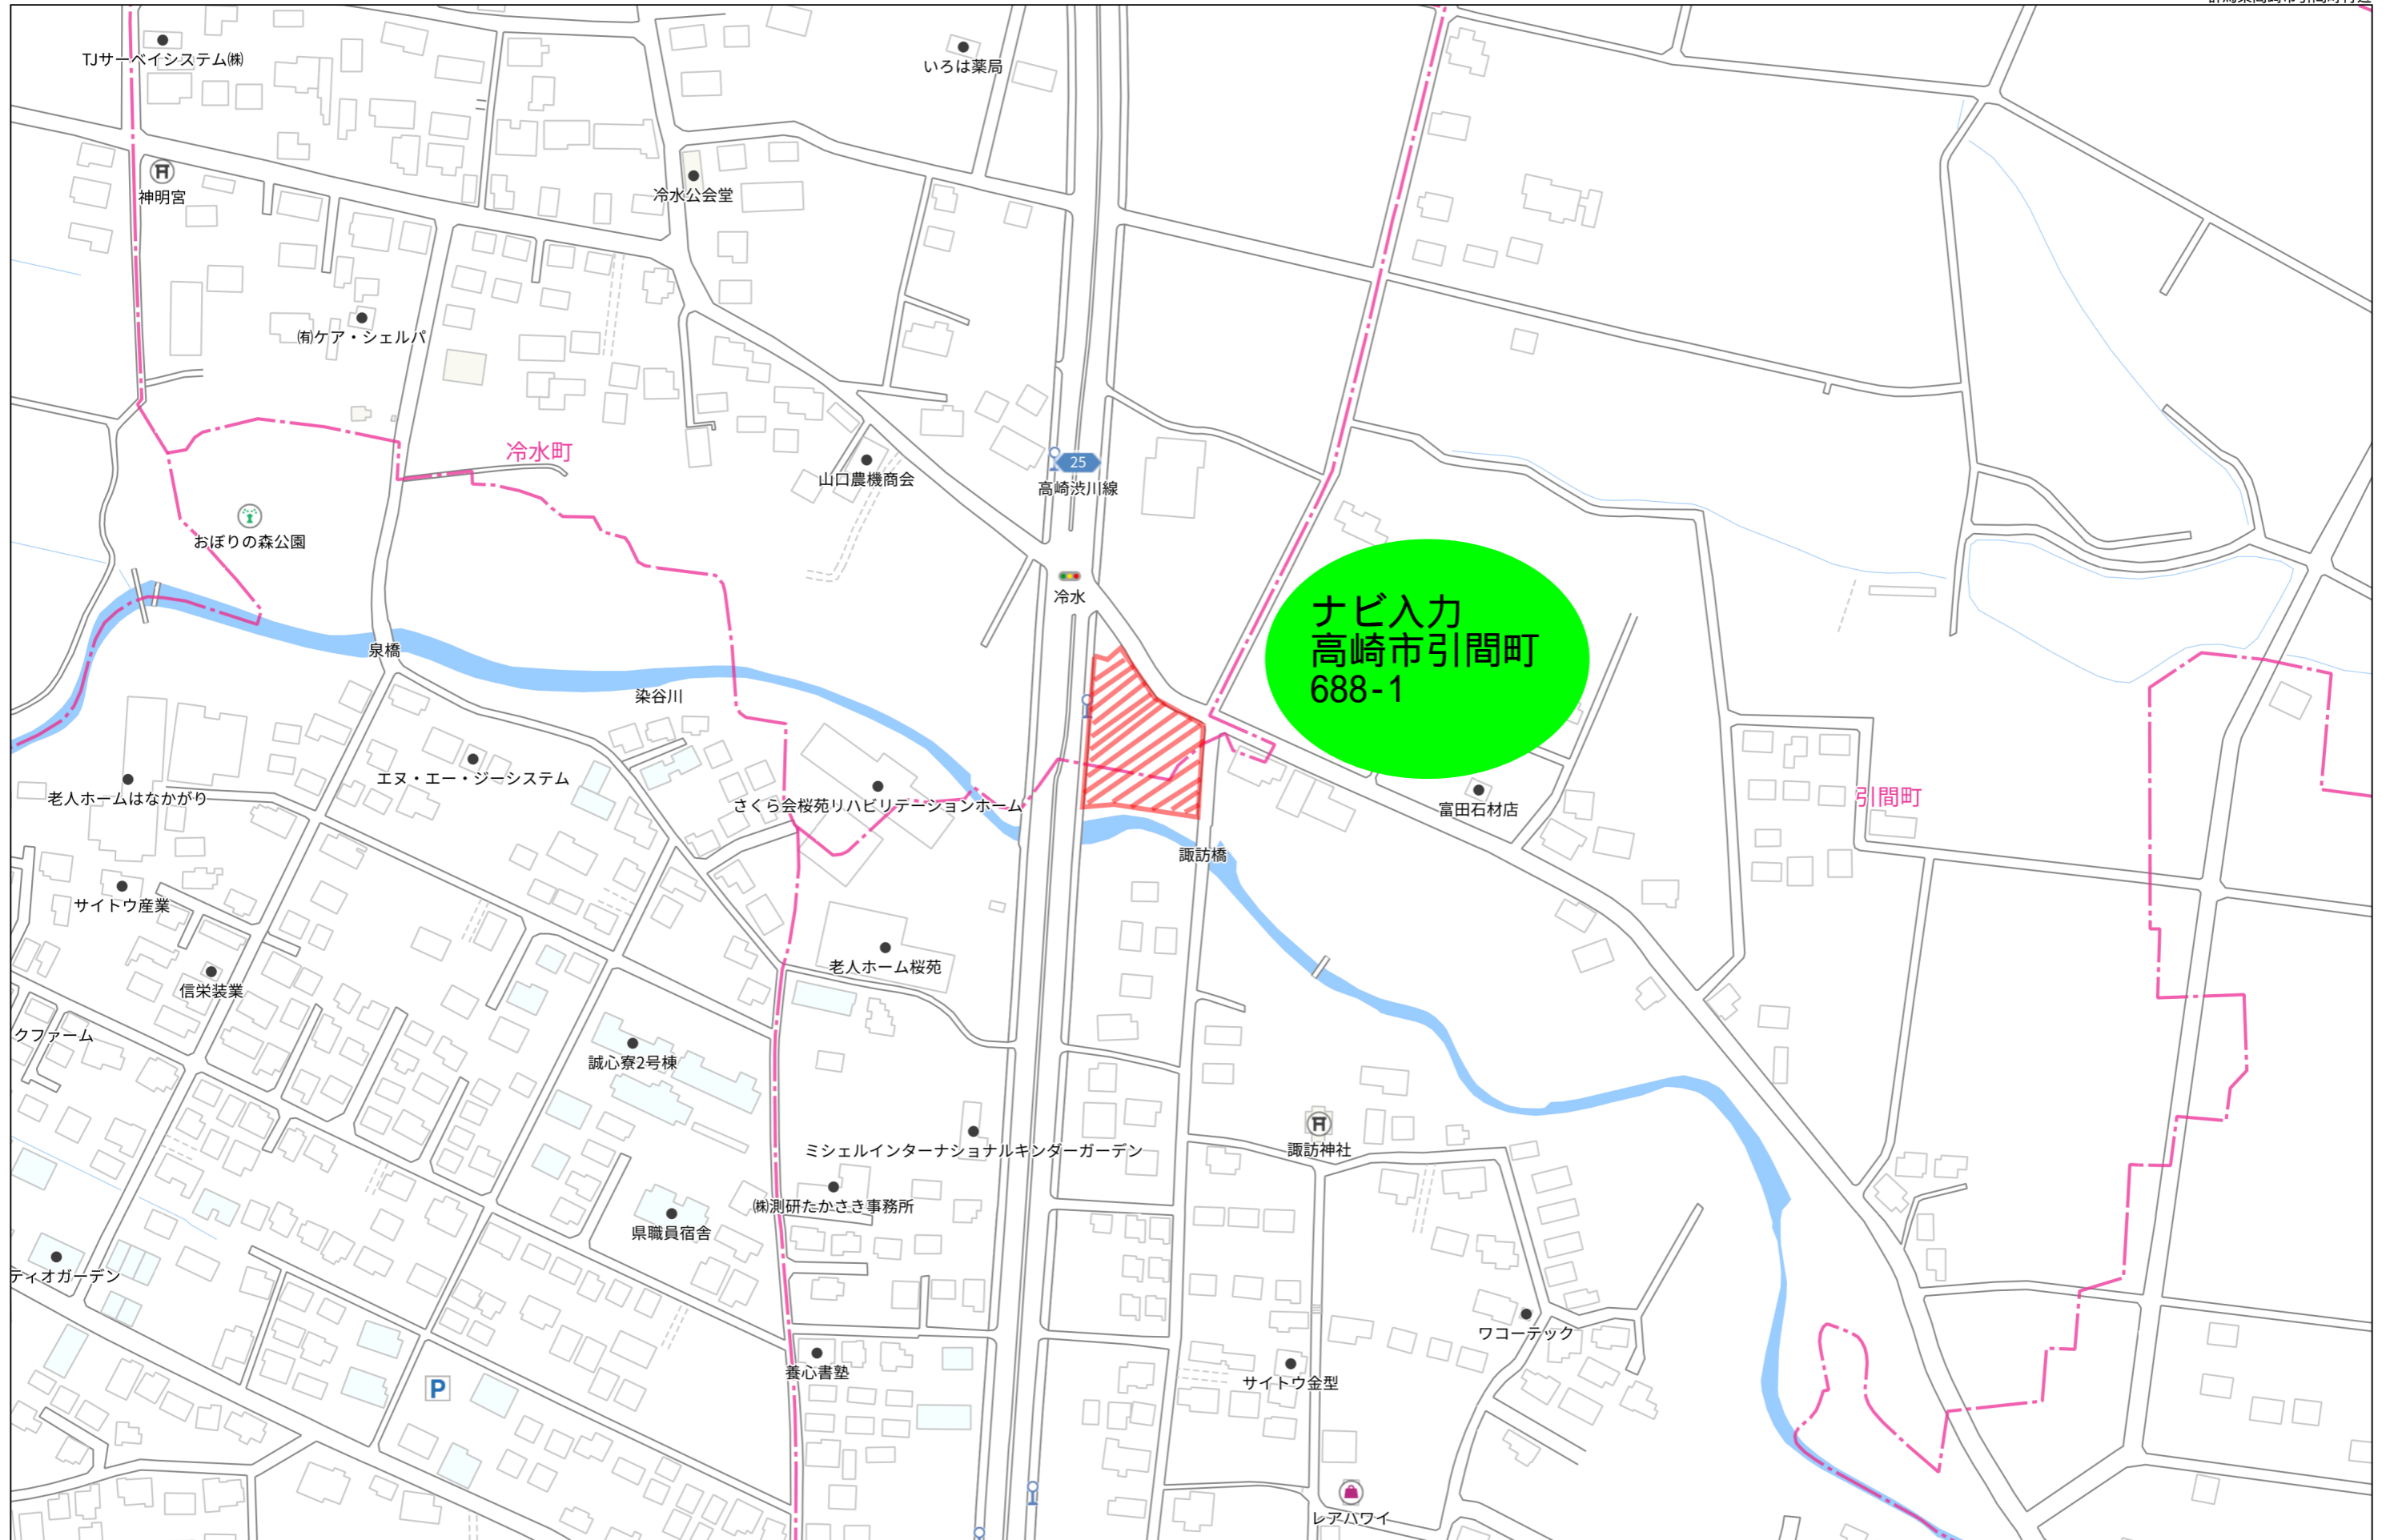 TJサーベイシステム㈱
いろは薬局
神明宮
冷水公会堂
㈲ケア・シェルパ
冷水町
山口農機商会
25
高崎渋川線
おぼりの森公園
冷水
ナビ入力
高崎市引間町
688-1
泉橋
染谷川
エヌ・エー・ジーシステム
老人ホームはなかがり
さくら会桜苑リハビリテーションホーム
富田石材店
引間町
諏訪橋
サイトウ産業
老人ホーム桜苑
信栄装業
クファーム
誠心寮2号棟
ミシェルインターナショナルキンダーガーデン
諏訪神社
㈱測研たかさき事務所
県職員宿舎
ティオガーデン
ワコーテック
養心書塾
P
サイトウ金型
レアハワイ